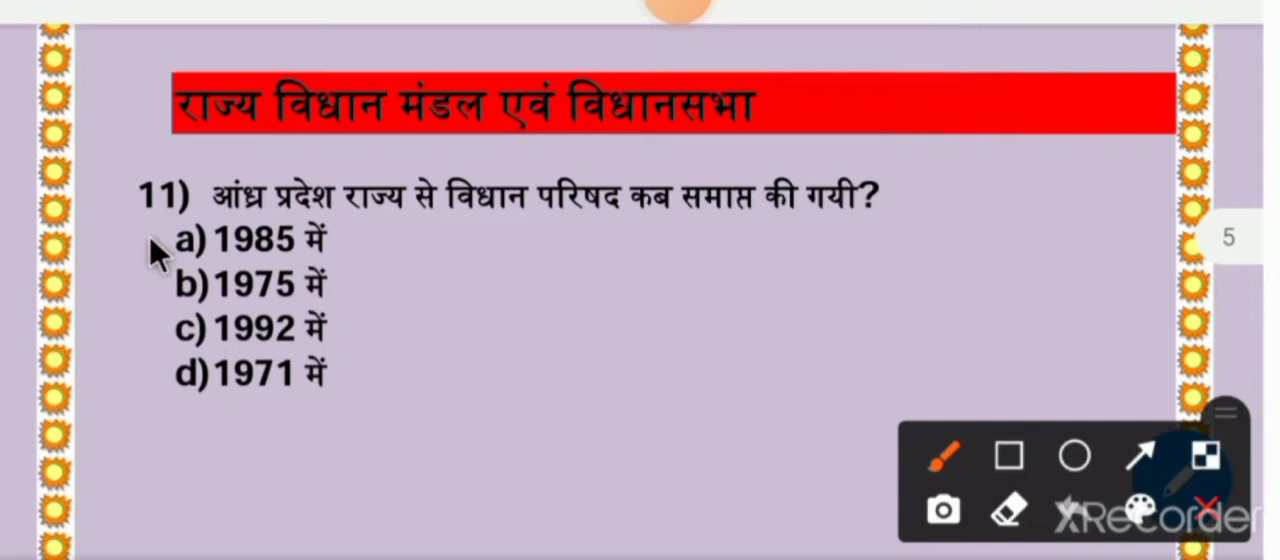 राज्य विधान मंडल एवं विधानसभा
11) आंध्र प्रदेश राज्य से विधान परिषद कब समाप्त की गयी?
a) 1985 में
5
b) 1975 में
c) 1992 में
d) 1971 में
XRecorder